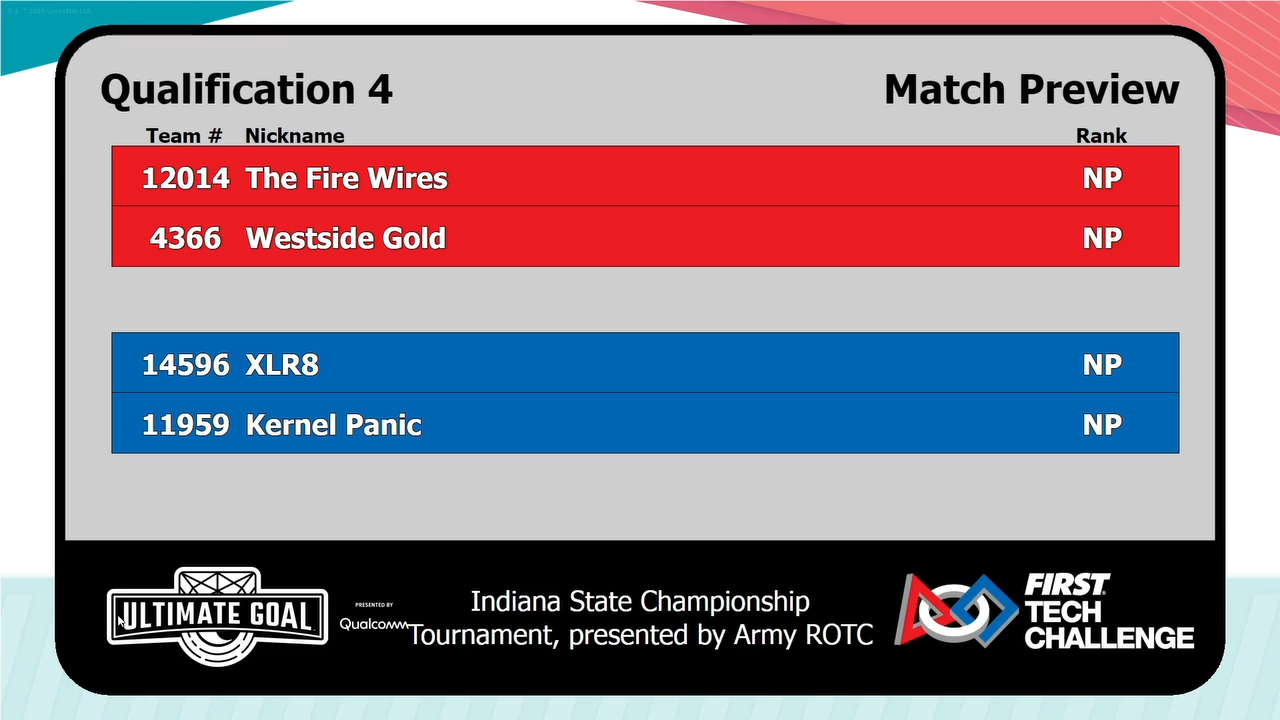 Qualification 4 Match Preview
Team # Nickname Rank
12014 The Fire Wires NP
4366 Westside Gold NP
14596 XLR8 NP
11959 Kernel Panic NP
ULTIMATE GOAL
PRESENTED BY
Qualcomm
Indiana State Championship
Tournament, presented by Army ROTC
FIRST
TECH
CHALLENGE